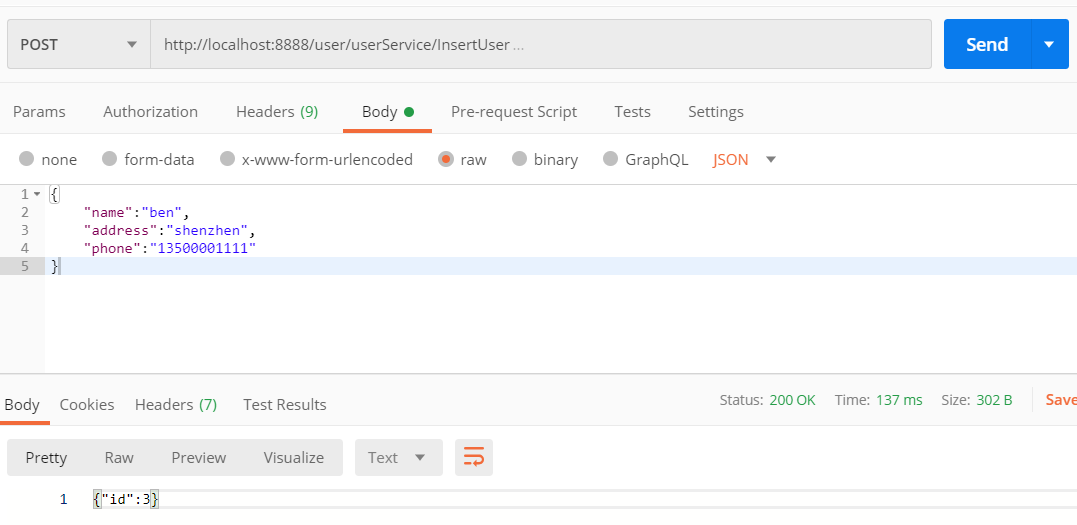 POST http://localhost:8888/user/userService/InsertUser ... Send
Params Authorization Headers (9) Body Pre-request Script Tests Settings
none form-data x-www-form-urlencoded raw binary GraphQL JSON
1 {
2 "name":"ben",
3 "address":"shenzhen",
4 "phone":"13500001111"
5 }
Body Cookies Headers (7) Test Results Status: 200 OK Time: 137 ms Size: 302 B Save
Pretty Raw Preview Visualize Text
1 {"id":3}